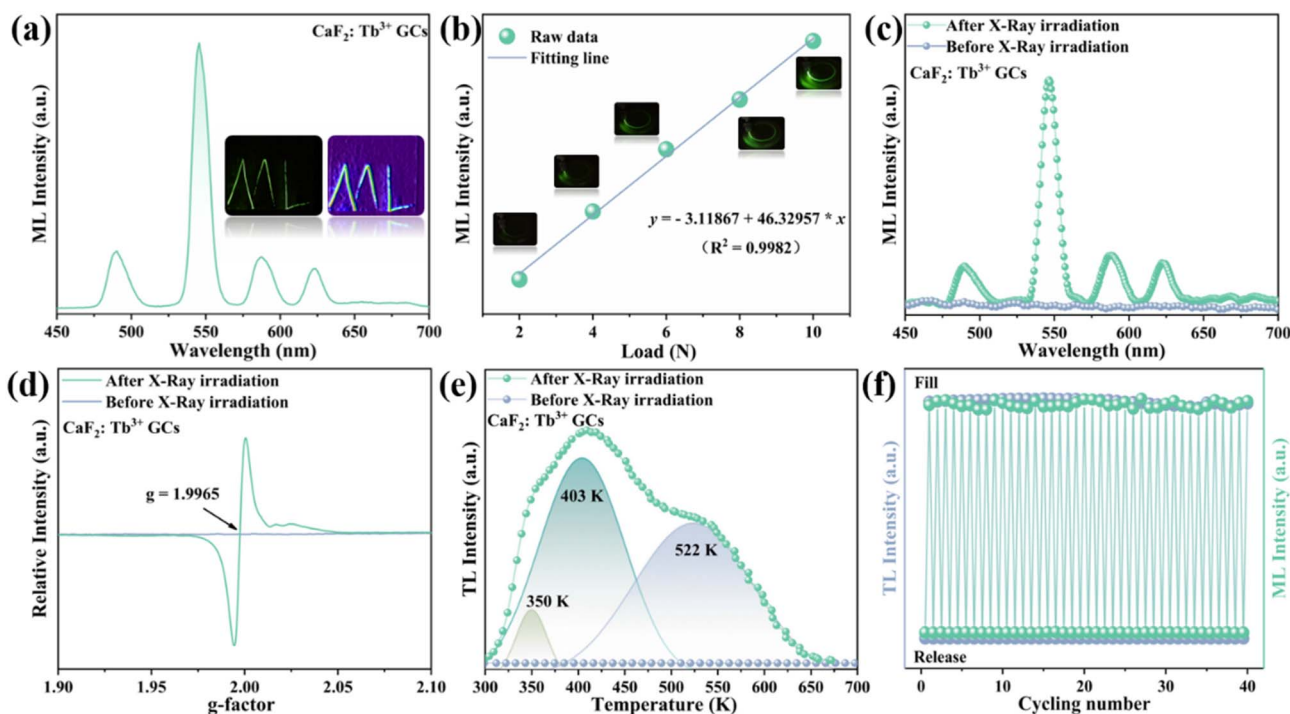 (a)
CaF₂: Tb³⁺ GCs
ML Intensity (a.u.)
450 500 550 600 650 700
Wavelength (nm)
(b)
Raw data
Fitting line
y = - 3.11867 + 46.32957 * x
（R² = 0.9982）
ML Intensity (a.u.)
2 4 6 8 10
Load (N)
(c)
After X-Ray irradiation
Before X-Ray irradiation
CaF₂: Tb³⁺ GCs
ML Intensity (a.u.)
450 500 550 600 650 700
Wavelength (nm)
(d)
After X-Ray irradiation
Before X-Ray irradiation
CaF₂: Tb³⁺ GCs
g = 1.9965
Relative Intensity (a.u.)
1.90 1.95 2.00 2.05 2.10
g-factor
(e)
After X-Ray irradiation
Before X-Ray irradiation
CaF₂: Tb³⁺ GCs
403 K
522 K
350 K
TL Intensity (a.u.)
300 350 400 450 500 550 600 650 700
Temperature (K)
(f)
Fill
Release
TL Intensity (a.u.)
ML Intensity (a.u.)
0 10 20 30 40
Cycling number